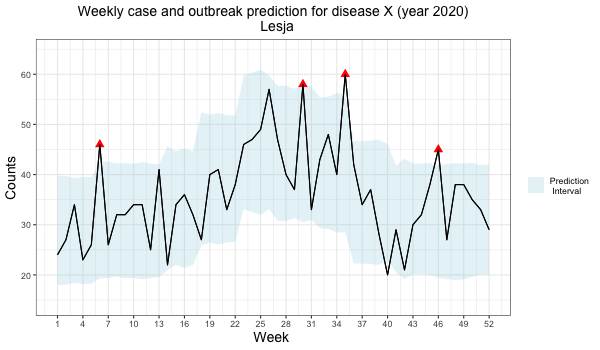 Weekly case and outbreak prediction for disease X (year 2020)
Lesja
Counts
60
50
40
30
20
1 4 7 10 13 16 19 22 25 28 31 34 37 40 43 46 49 52
Week
Prediction
Interval